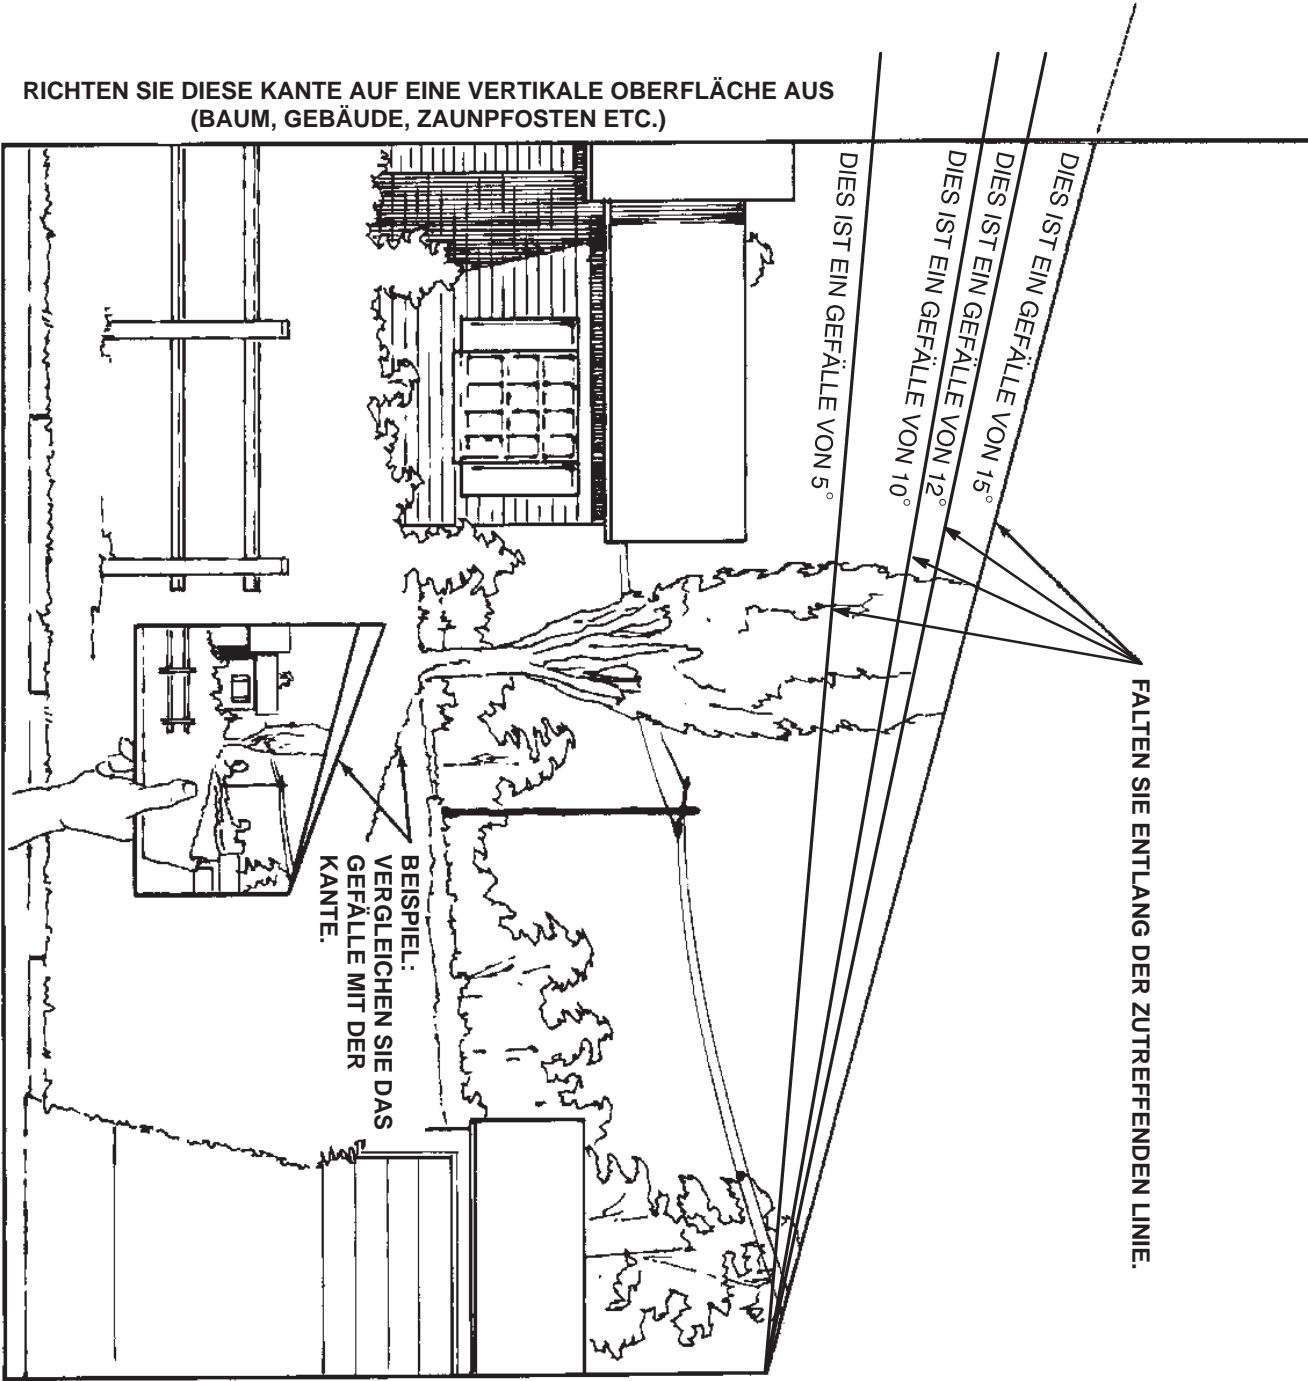 RICHTEN SIE DIESE KANTE AUF EINE VERTIKALE OBERFLÄCHE AUS
(BAUM, GEBÄUDE, ZAUNPFOSTEN ETC.)
DIES IST EIN GEFÄLLE VON 15°
DIES IST EIN GEFÄLLE VON 12°
DIES IST EIN GEFÄLLE VON 10°
DIES IST EIN GEFÄLLE VON 5°
FALTEN SIE ENTLANG DER ZUTREFFENDEN LINIE.
BEISPIEL:
VERGLEICHEN SIE DAS
GEFÄLLE MIT DER
KANTE.